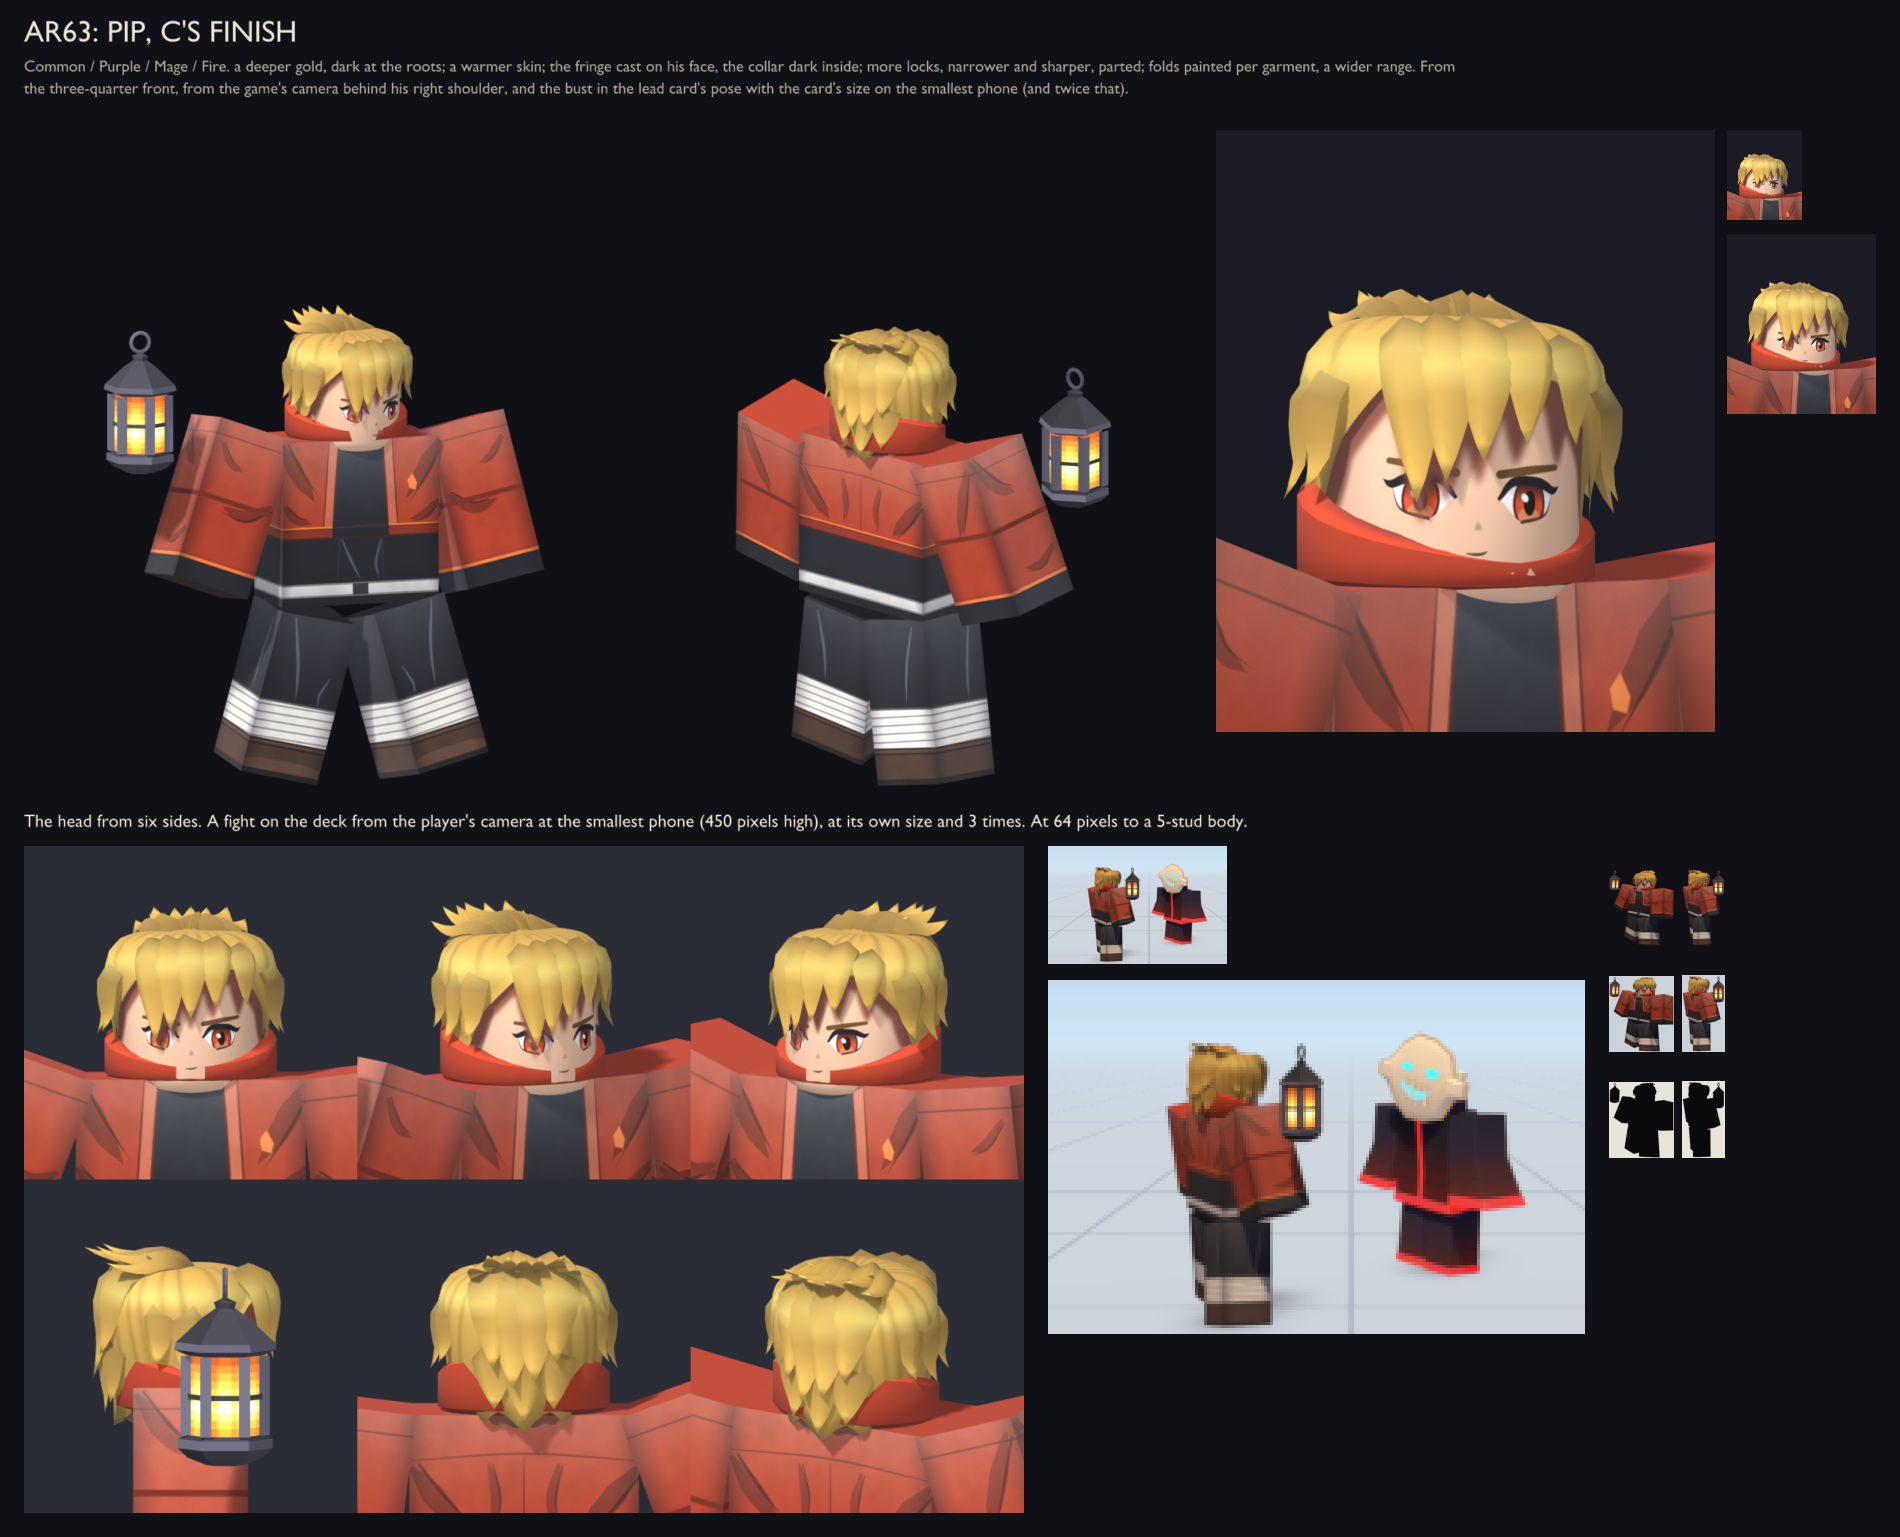 AR63: PIP, C'S FINISH
Common / Purple / Mage / Fire. a deeper gold, dark at the roots; a warmer skin; the fringe cast on his face, the collar dark inside; more locks, narrower and sharper, parted; folds painted per garment, a wider range. From
the three-quarter front, from the game's camera behind his right shoulder, and the bust in the lead card's pose with the card's size on the smallest phone (and twice that).
The head from six sides. A fight on the deck from the player's camera at the smallest phone (450 pixels high), at its own size and 3 times. At 64 pixels to a 5-stud body.